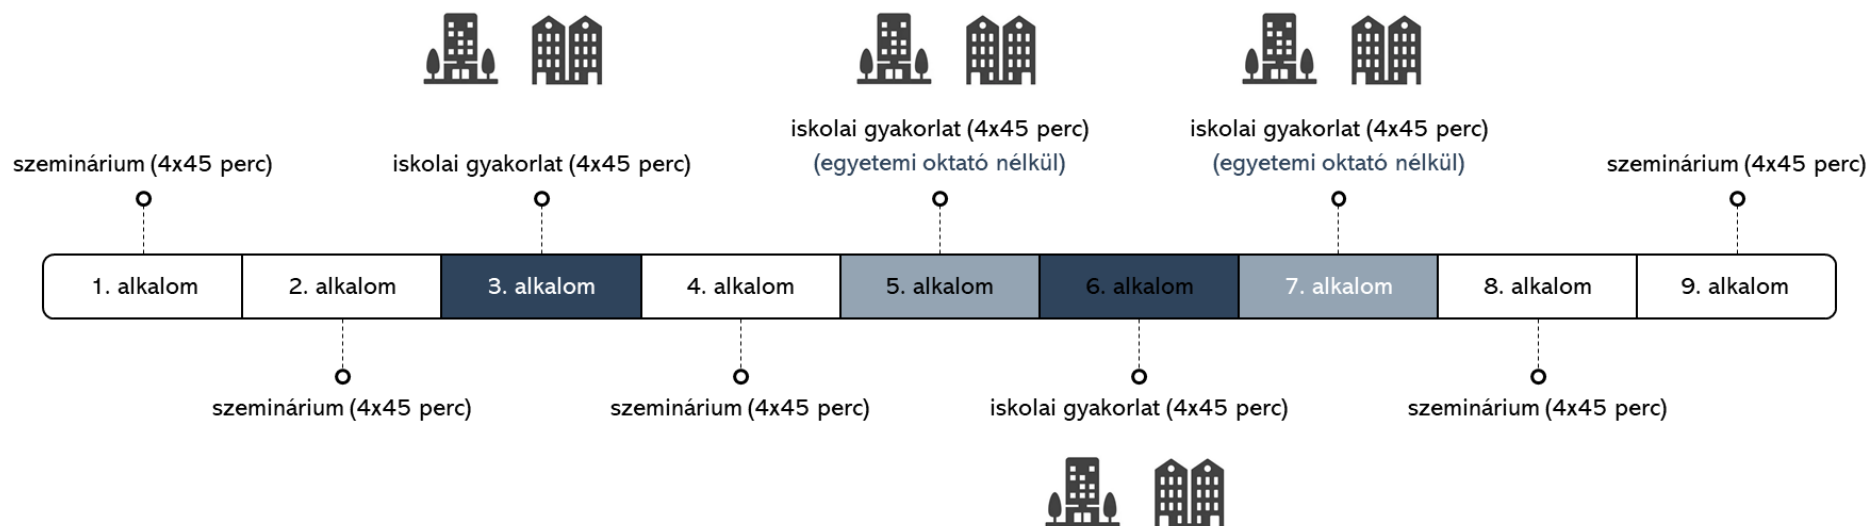 iskolai gyakorlat (4x45 perc)
iskolai gyakorlat (4x45 perc)
szeminárium (4x45 perc)
iskolai gyakorlat (4x45 perc)
(egyetemi oktató nélkül)
(egyetemi oktató nélkül)
szeminárium (4x45 perc)
1. alkalom
2. alkalom
3. alkalom
4. alkalom
5. alkalom
6. alkalom
7. alkalom
8. alkalom
9. alkalom
szeminárium (4x45 perc)
szeminárium (4x45 perc)
iskolai gyakorlat (4x45 perc)
szeminárium (4x45 perc)